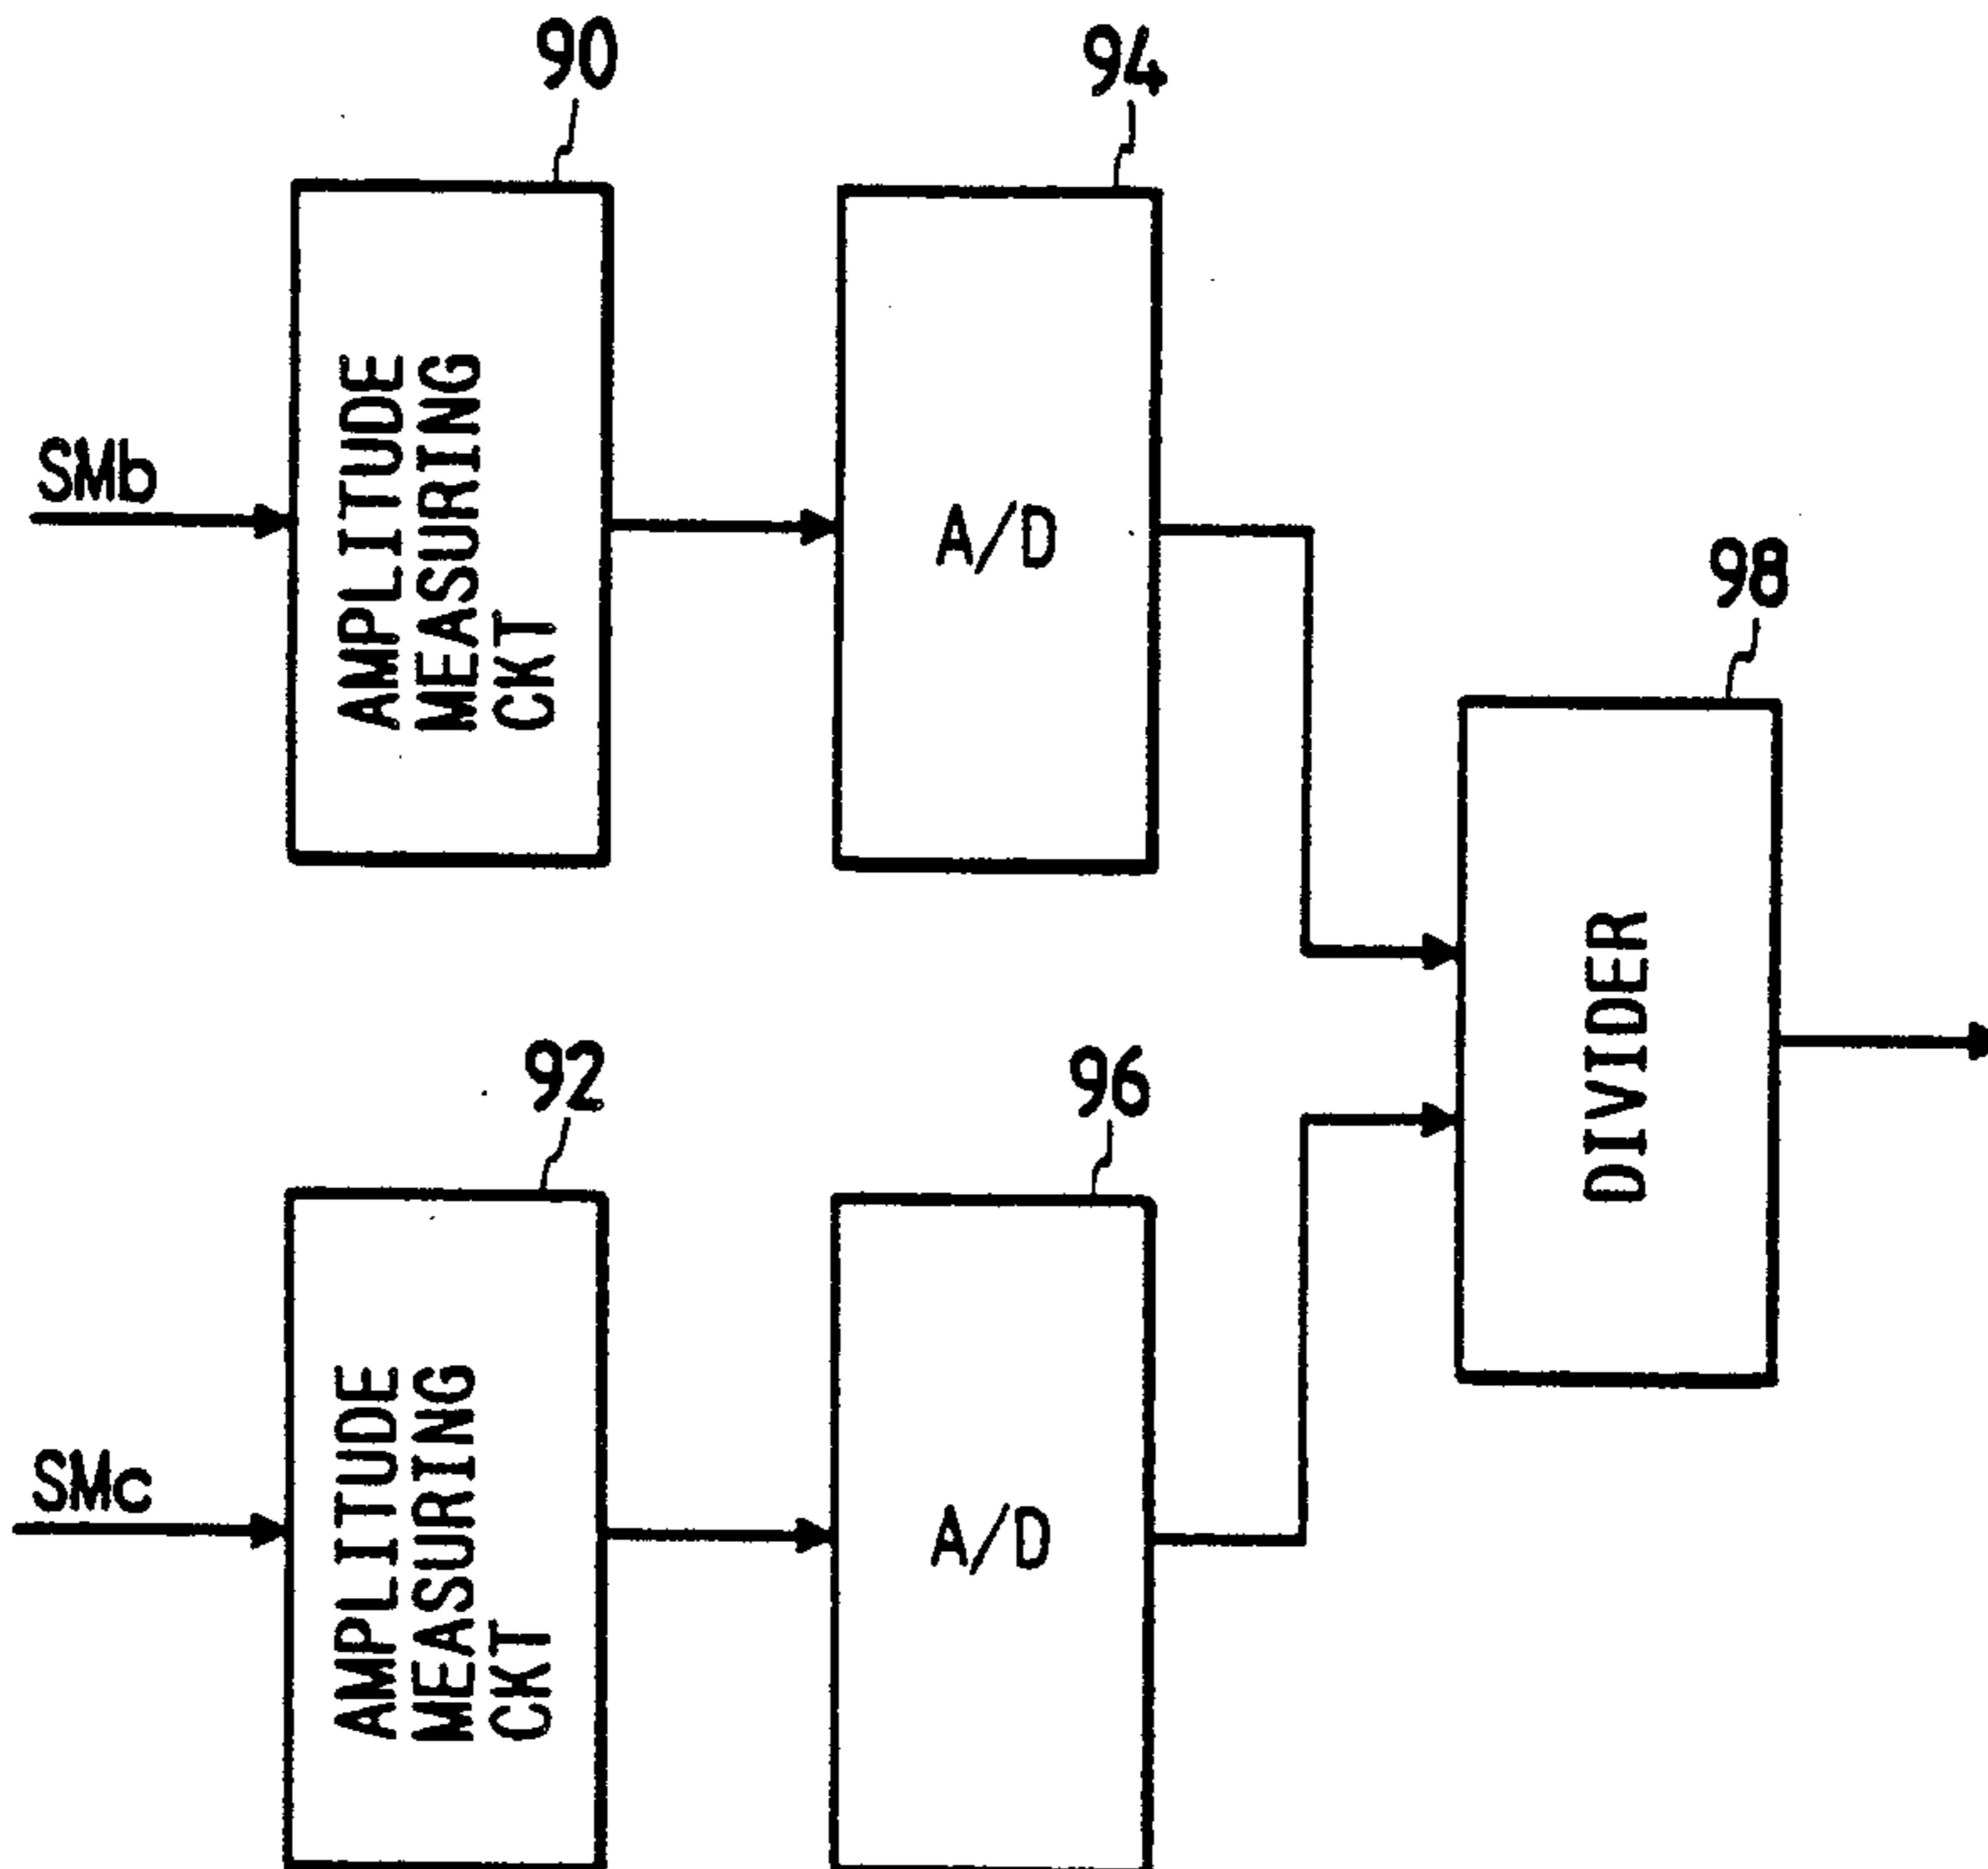 90
94
SMb
AMPLITUDE
MEASURING
CKT
A/D
98
DIVIDER
92
96
SMc
AMPLITUDE
MEASURING
CKT
A/D